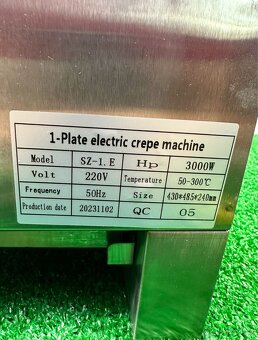 1-Plate electric crepe machine
Model SZ-1.E Hp 3000W
Volt 220V Temperature 50-300℃
Frequency 50Hz Size 430*485*240mm
Production date 20231102 QC 05